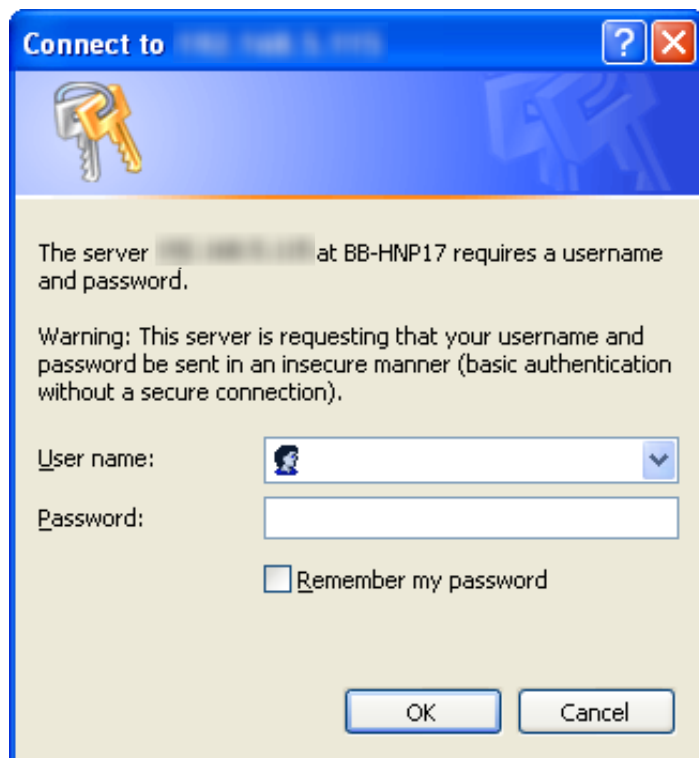 Connect to
The server at BB-HNP17 requires a username
and password.
Warning: This server is requesting that your username and
password be sent in an insecure manner (basic authentication
without a secure connection).
User name:
Password:
Remember my password
OK Cancel